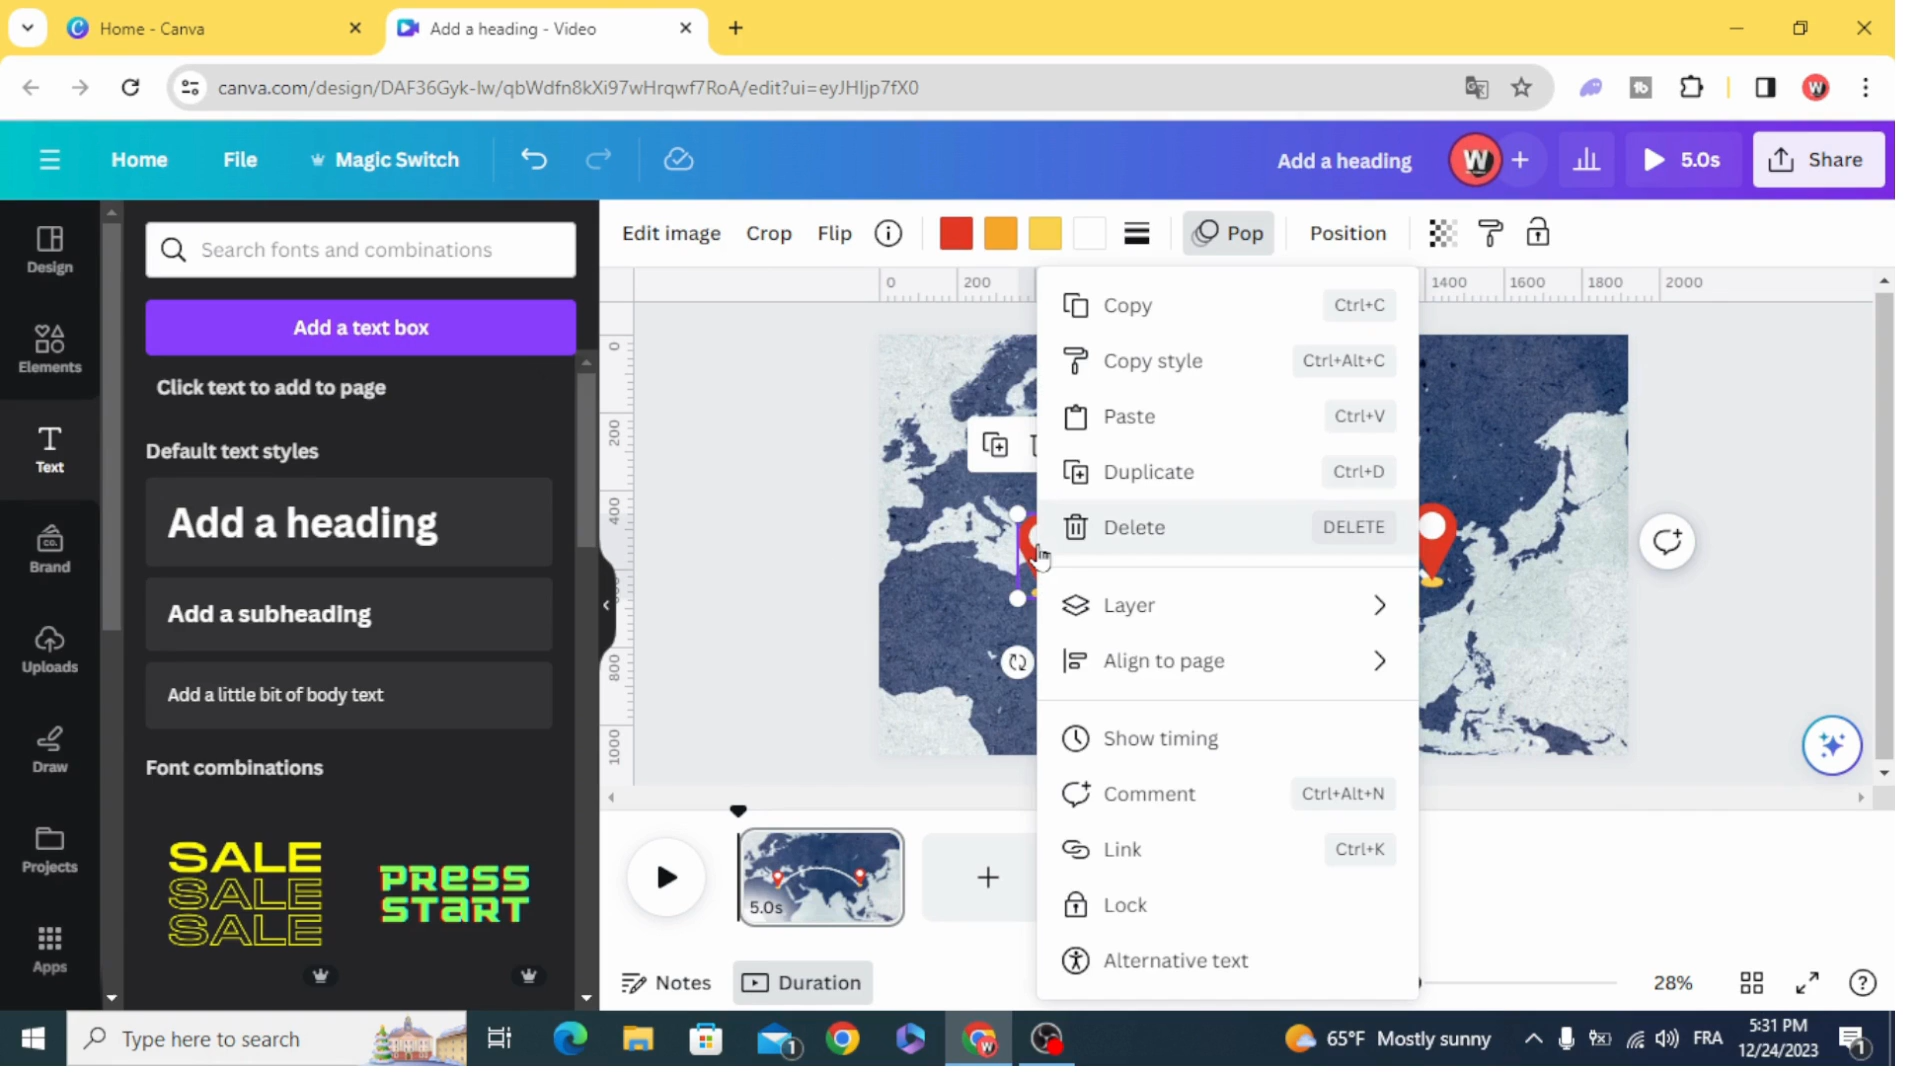 Home - Canva
Add a heading - Video
canva.com/design/DAF36Gyk-lw/qbWdfn8kXi97wHrqwf7RoA/edit?ui=eyJHIjp7fX0
Home
File
Magic Switch
Add a heading
W
5.0s
Share
Edit image
Crop
Flip
Pop
Position
Design
Elements
Text
Brand
Uploads
Draw
Projects
Apps
Search fonts and combinations
Add a text box
Click text to add to page
Default text styles
Add a heading
Add a subheading
Add a little bit of body text
Font combinations
SALE
SALE
SALE
PRESS
START
0
200
1400
1600
1800
2000
0
200
400
800
1000
Copy
Ctrl+C
Copy style
Ctrl+Alt+C
Paste
Ctrl+V
Duplicate
Ctrl+D
Delete
DELETE
Layer
Align to page
Show timing
Comment
Ctrl+Alt+N
Link
Ctrl+K
Lock
Alternative text
5.0s
Notes
Duration
28%
Type here to search
1
65°F Mostly sunny
FRA
5:31 PM
12/24/2023
1